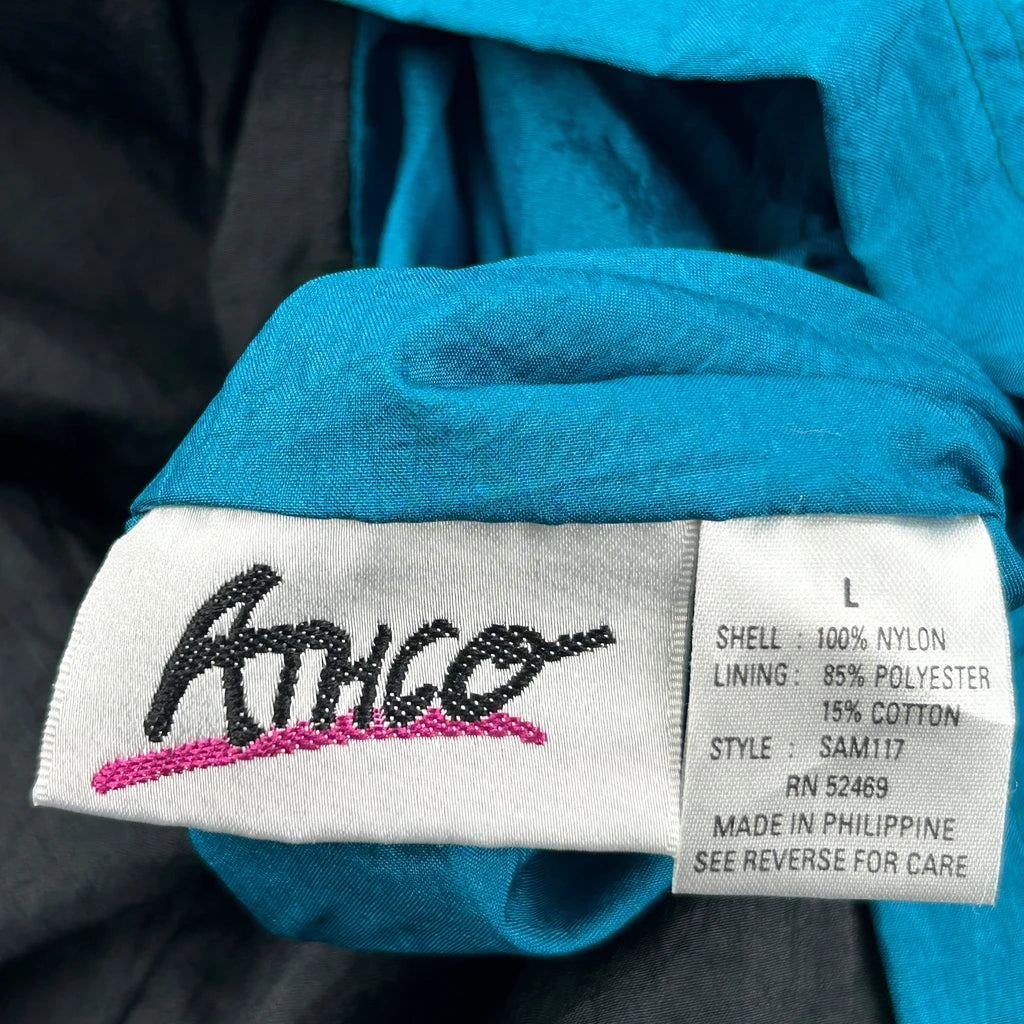 ATHCO
L
SHELL : 100% NYLON
LINING : 85% POLYESTER
15% COTTON
STYLE : SAM117
RN 52469
MADE IN PHILIPPINE
SEE REVERSE FOR CARE